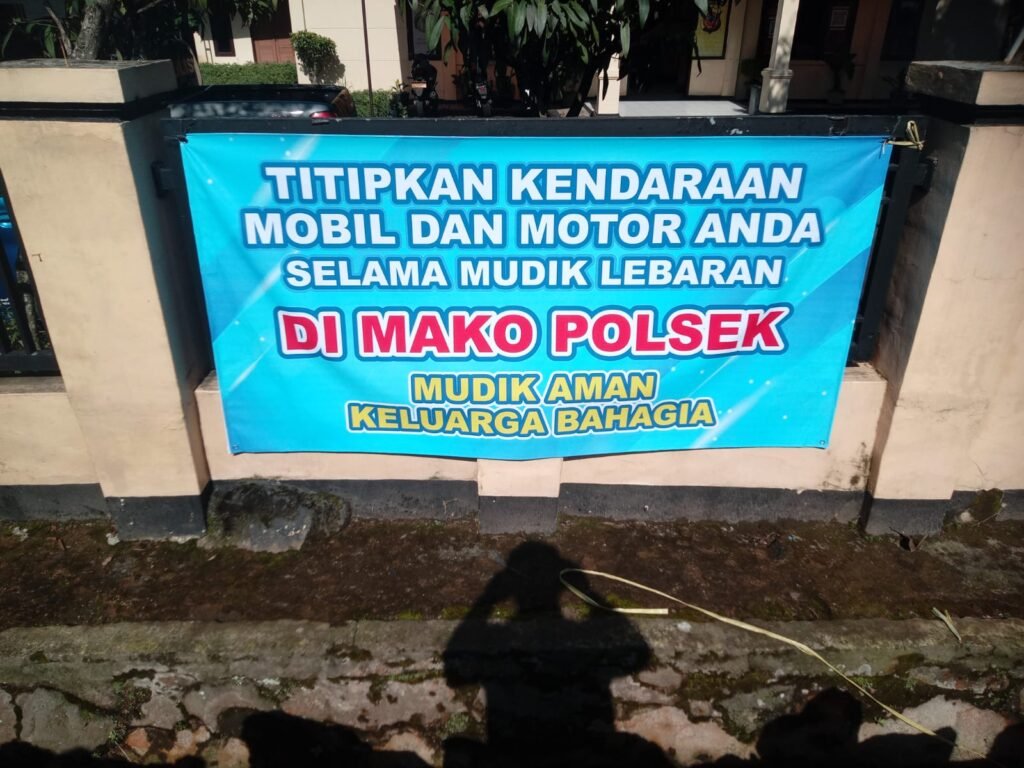 TITIPKAN KENDARAAN
MOBIL DAN MOTOR ANDA
SELAMA MUDIK LEBARAN
DI MAKO POLSEK
MUDIK AMAN
KELUARGA BAHAGIA